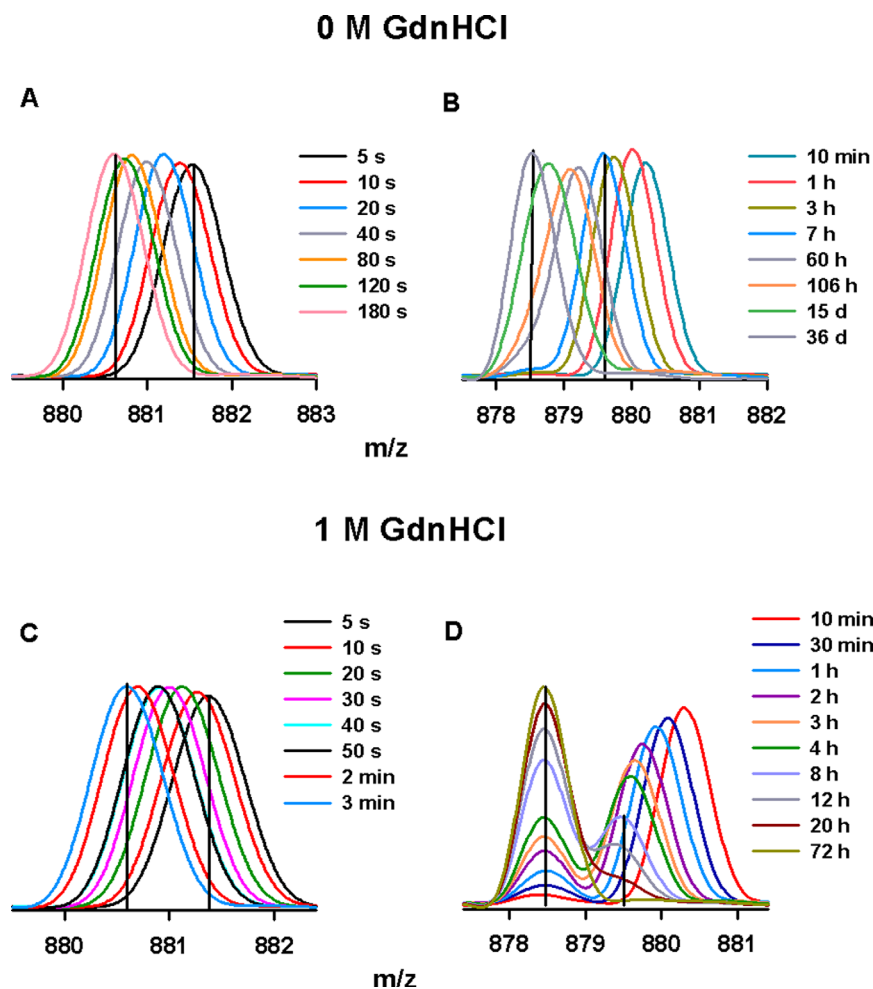 0 M GdnHCl
A
5 s
10 s
20 s
40 s
80 s
120 s
180 s
880 881 882 883
B
10 min
1 h
3 h
7 h
60 h
106 h
15 d
36 d
878 879 880 881 882
m/z
1 M GdnHCl
C
5 s
10 s
20 s
30 s
40 s
50 s
2 min
3 min
880 881 882
D
10 min
30 min
1 h
2 h
3 h
4 h
8 h
12 h
20 h
72 h
878 879 880 881
m/z